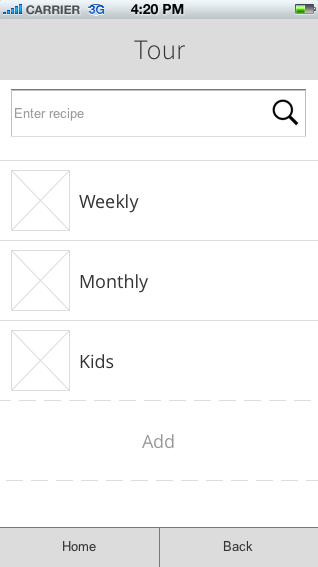 CARRIER 3G 4:20 PM
Tour
Enter recipe
Weekly
Monthly
Kids
Add
Home Back